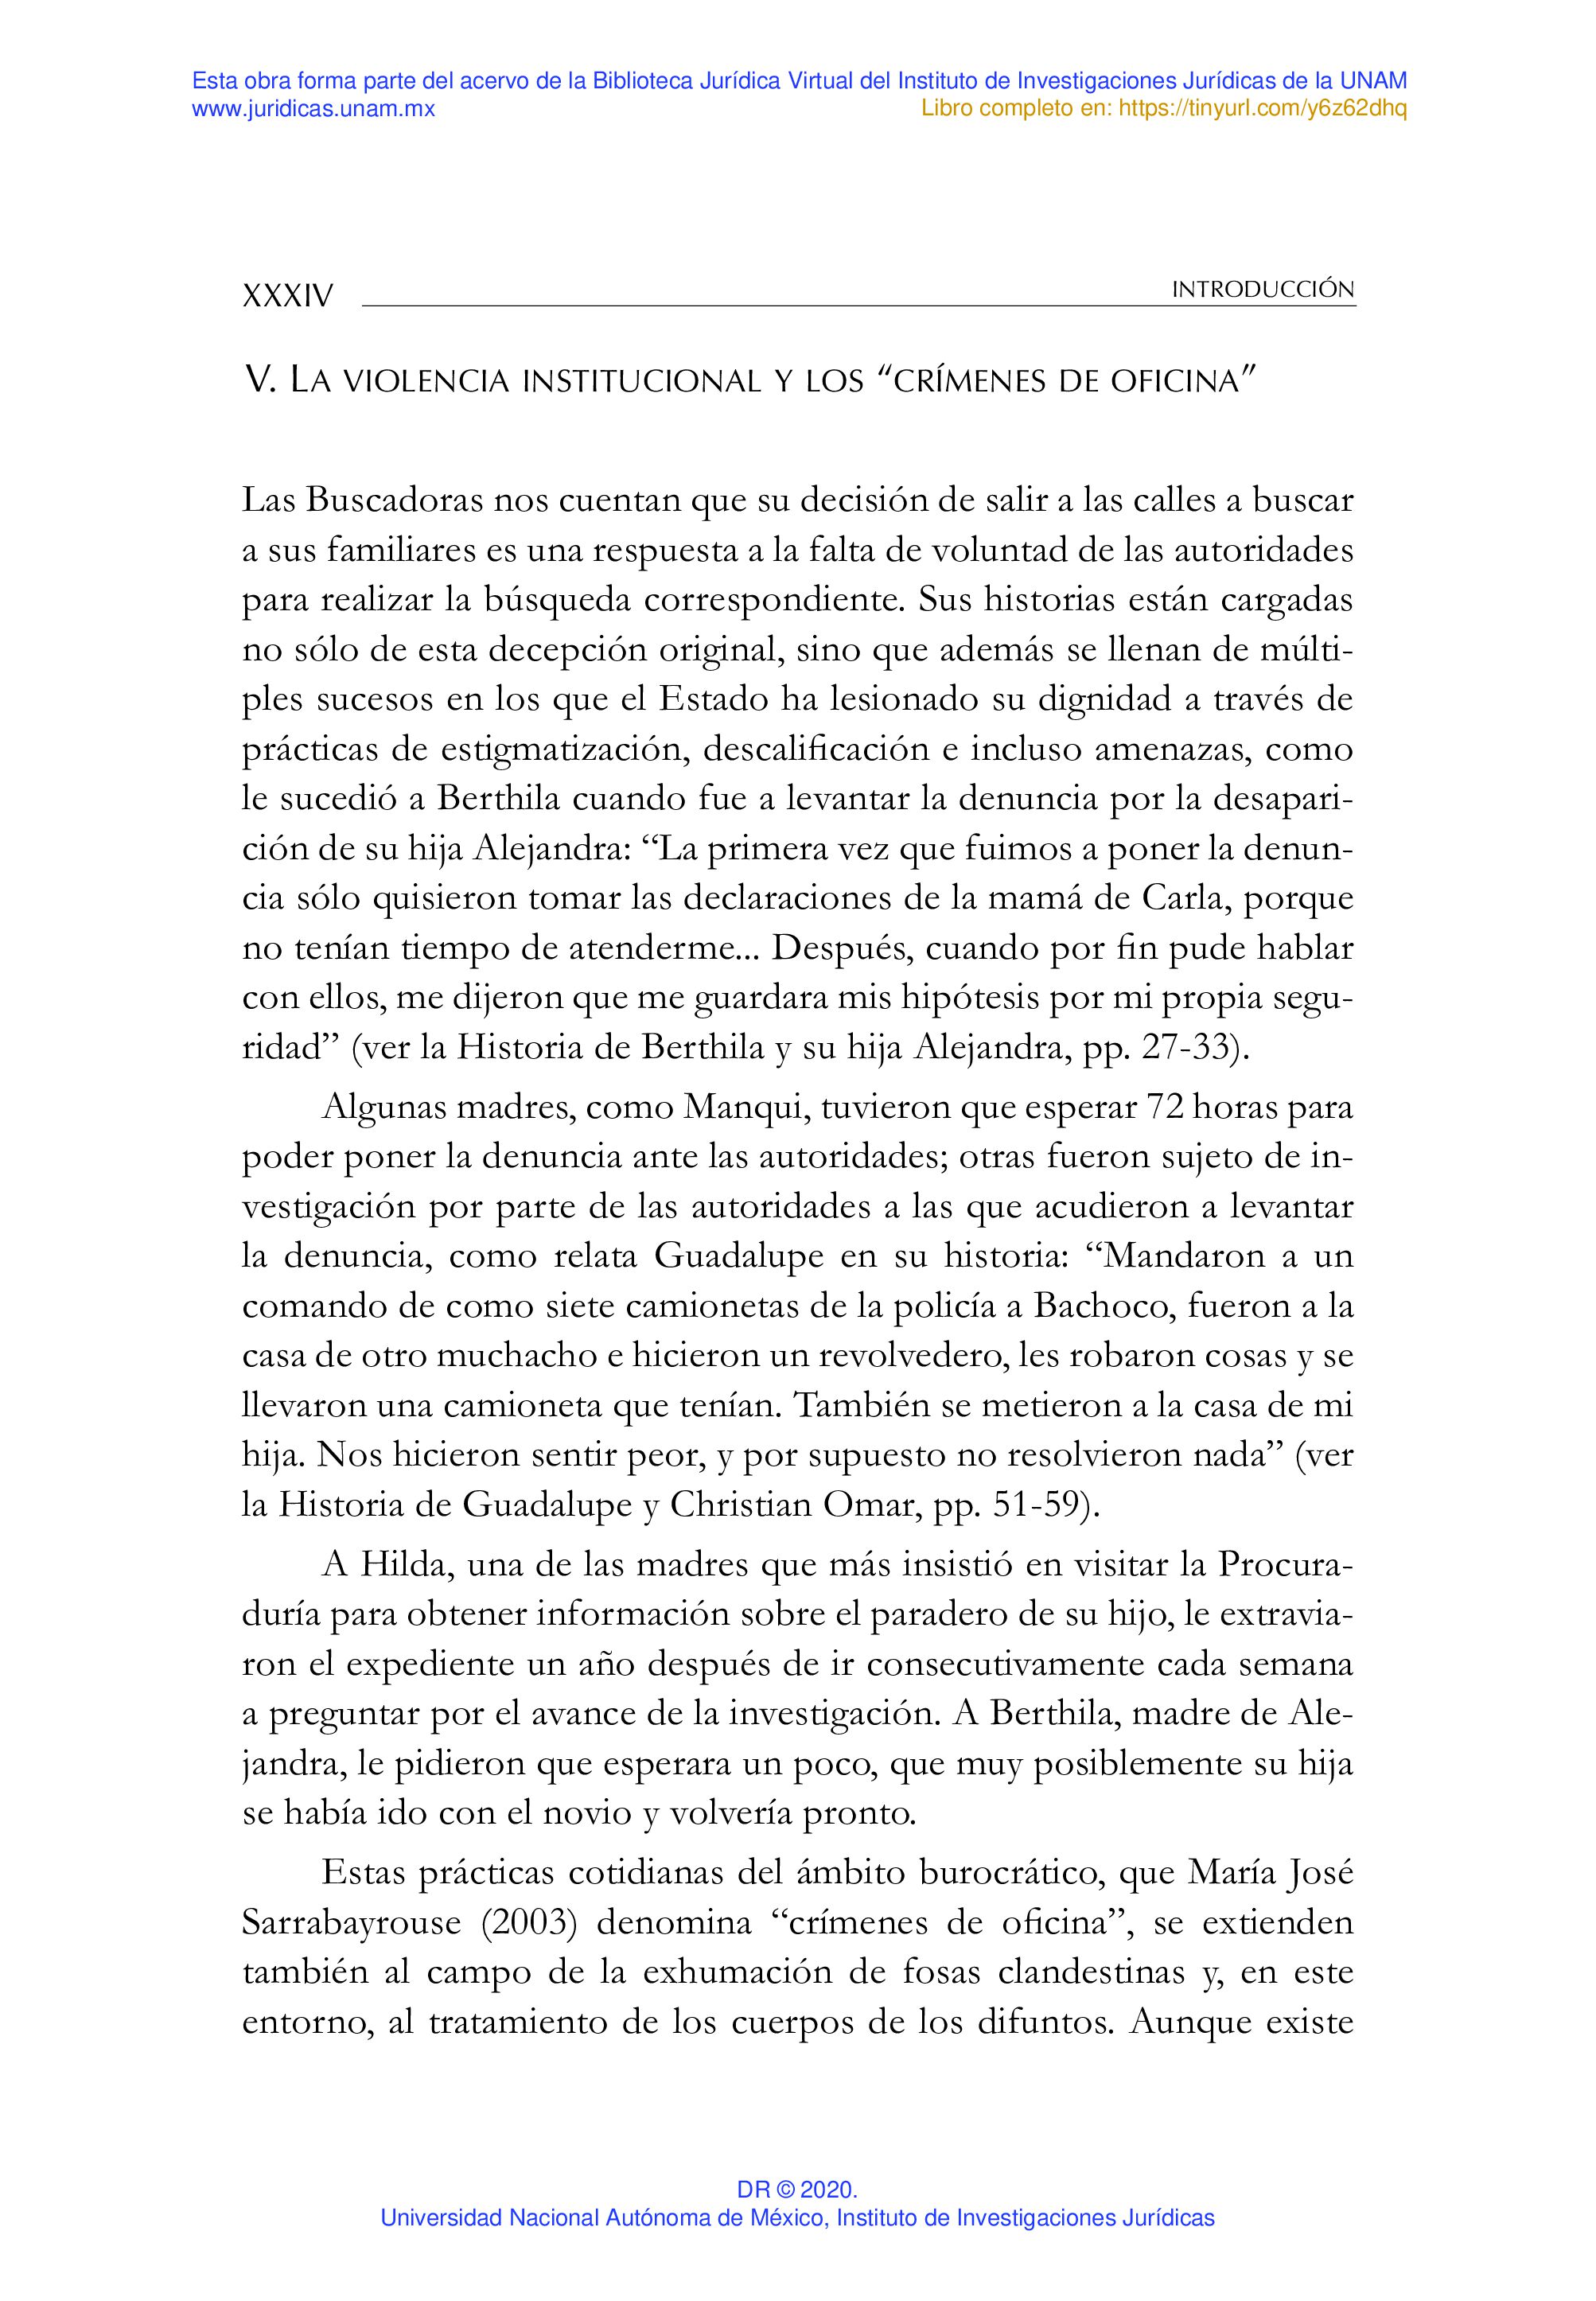 Esta obra forma parte del acervo de la Biblioteca Jurídica Virtual del Instituto de Investigaciones Jurídicas de la UNAM
www.juridicas.unam.mx
Libro completo en: https://tinyurl.com/y6z62dhq
XXXIV
INTRODUCCIÓN
V. La violencia institucional y los “crímenes de oficina”
Las Buscadoras nos cuentan que su decisión de salir a las calles a buscar
a sus familiares es una respuesta a la falta de voluntad de las autoridades
para realizar la búsqueda correspondiente. Sus historias están cargadas
no sólo de esta decepción original, sino que además se llenan de múlti-
ples sucesos en los que el Estado ha lesionado su dignidad a través de
prácticas de estigmatización, descalificación e incluso amenazas, como
le sucedió a Berthila cuando fue a levantar la denuncia por la desapari-
ción de su hija Alejandra: “La primera vez que fuimos a poner la denun-
cia sólo quisieron tomar las declaraciones de la mamá de Carla, porque
no tenían tiempo de atenderme... Después, cuando por fin pude hablar
con ellos, me dijeron que me guardara mis hipótesis por mi propia segu-
ridad” (ver la Historia de Berthila y su hija Alejandra, pp. 27-33).
Algunas madres, como Manqui, tuvieron que esperar 72 horas para
poder poner la denuncia ante las autoridades; otras fueron sujeto de in-
vestigación por parte de las autoridades a las que acudieron a levantar
la denuncia, como relata Guadalupe en su historia: “Mandaron a un
comando de como siete camionetas de la policía a Bachoco, fueron a la
casa de otro muchacho e hicieron un revolvedero, les robaron cosas y se
llevaron una camioneta que tenían. También se metieron a la casa de mi
hija. Nos hicieron sentir peor, y por supuesto no resolvieron nada” (ver
la Historia de Guadalupe y Christian Omar, pp. 51-59).
A Hilda, una de las madres que más insistió en visitar la Procura-
duría para obtener información sobre el paradero de su hijo, le extravia-
ron el expediente un año después de ir consecutivamente cada semana
a preguntar por el avance de la investigación. A Berthila, madre de Ale-
jandra, le pidieron que esperara un poco, que muy posiblemente su hija
se había ido con el novio y volvería pronto.
Estas prácticas cotidianas del ámbito burocrático, que María José
Sarrabayrouse (2003) denomina “crímenes de oficina”, se extienden
también al campo de la exhumación de fosas clandestinas y, en este
entorno, al tratamiento de los cuerpos de los difuntos. Aunque existe
DR © 2020.
Universidad Nacional Autónoma de México, Instituto de Investigaciones Jurídicas